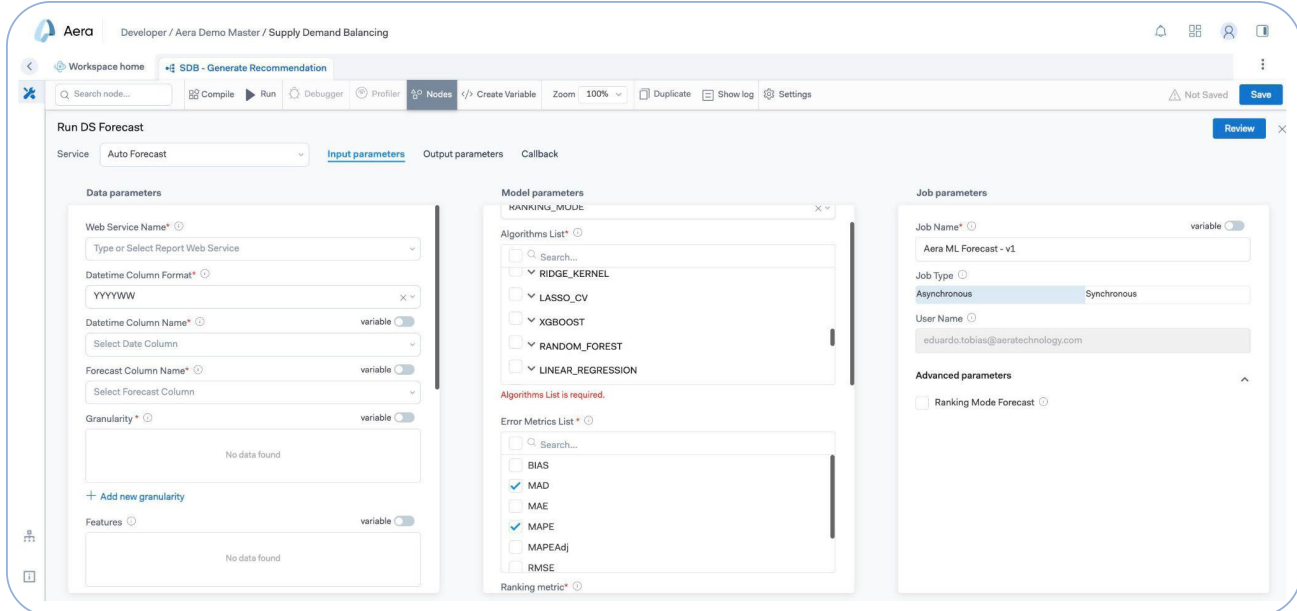 Aera
Developer / Aera Demo Master / Supply Demand Balancing
Workspace home
SDB - Generate Recommendation
Search node...
Compile
Run
Debugger
Profiler
Nodes
</> Create Variable
Zoom 100%
Duplicate
Show log
Settings
Not Saved
Save
Run DS Forecast
Review
Service
Auto Forecast
Input parameters
Output parameters
Callback
Data parameters
Web Service Name*
Type or Select Report Web Service
Datetime Column Format*
YYYYWW
Datetime Column Name*
variable
Select Date Column
Forecast Column Name*
variable
Select Forecast Column
Granularity *
variable
No data found
+ Add new granularity
Features
variable
No data found
Model parameters
RANKING_MODE
Algorithms List*
Search...
RIDGE_KERNEL
LASSO_CV
XGBOOST
RANDOM_FOREST
LINEAR_REGRESSION
Algorithms List is required.
Error Metrics List *
Search...
BIAS
MAD
MAE
MAPE
MAPEAdj
RMSE
Ranking metric*
Job parameters
Job Name*
variable
Aera ML Forecast - v1
Job Type
Asynchronous
Synchronous
User Name
eduardo.tobias@aeratechnology.com
Advanced parameters
Ranking Mode Forecast